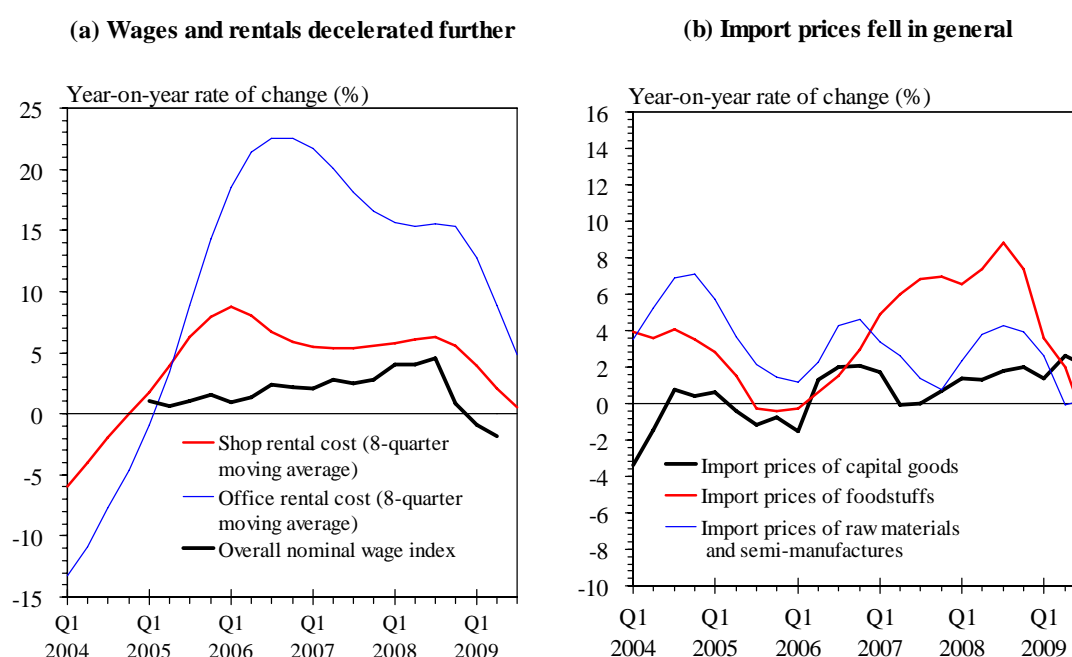 (a) Wages and rentals decelerated further
Year-on-year rate of change (%)
25
20
15
10
5
0
-5
-10
-15
Shop rental cost (8-quarter
moving average)
Office rental cost (8-quarter
moving average)
Overall nominal wage index
Q1 Q1 Q1 Q1 Q1 Q1
2004 2005 2006 2007 2008 2009
(b) Import prices fell in general
Year-on-year rate of change (%)
16
14
12
10
8
6
4
2
0
-2
-4
-6
-8
-10
Import prices of capital goods
Import prices of foodstuffs
Import prices of raw materials
and semi-manufactures
Q1 Q1 Q1 Q1 Q1 Q1
2004 2005 2006 2007 2008 2009